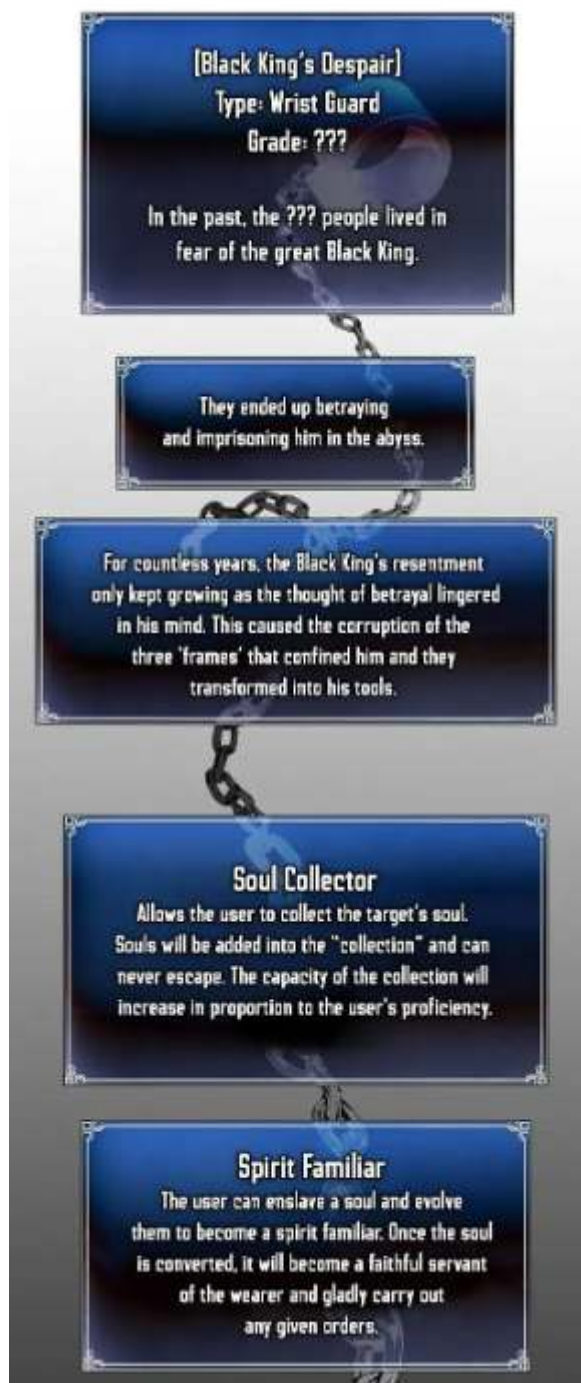 [Black King's Despair]
Type: Wrist Guard
Grade: ???
In the past, the ??? people lived in
fear of the great Black King.
They ended up betraying
and imprisoning him in the abyss.
For countless years, the Black King's resentment
only kept growing as the thought of betrayal lingered
in his mind. This caused the corruption of the
three 'frames' that confined him and they
transformed into his tools.
Soul Collector
Allows the user to collect the target's soul.
Souls will be added into the "collection" and can
never escape. The capacity of the collection will
increase in proportion to the user's proficiency.
Spirit Familiar
The user can enslave a soul and evolve
them to become a spirit familiar. Once the soul
is converted, it will become a faithful servant
of the wearer and gladly carry out
any given orders.